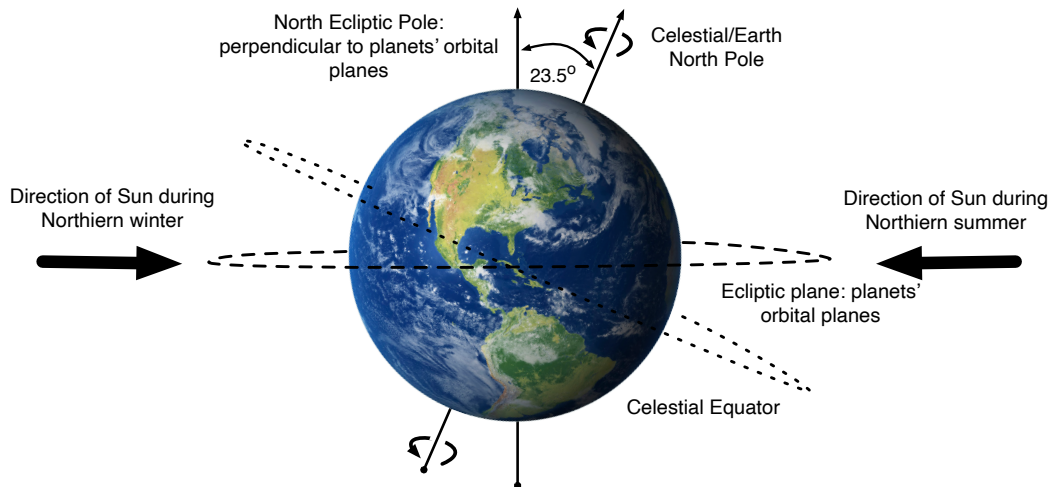 North Ecliptic Pole:
perpendicular to planets' orbital
planes
23.5o
Celestial/Earth
North Pole
Direction of Sun during
Northiern winter
Direction of Sun during
Northiern summer
Ecliptic plane: planets'
orbital planes
Celestial Equator